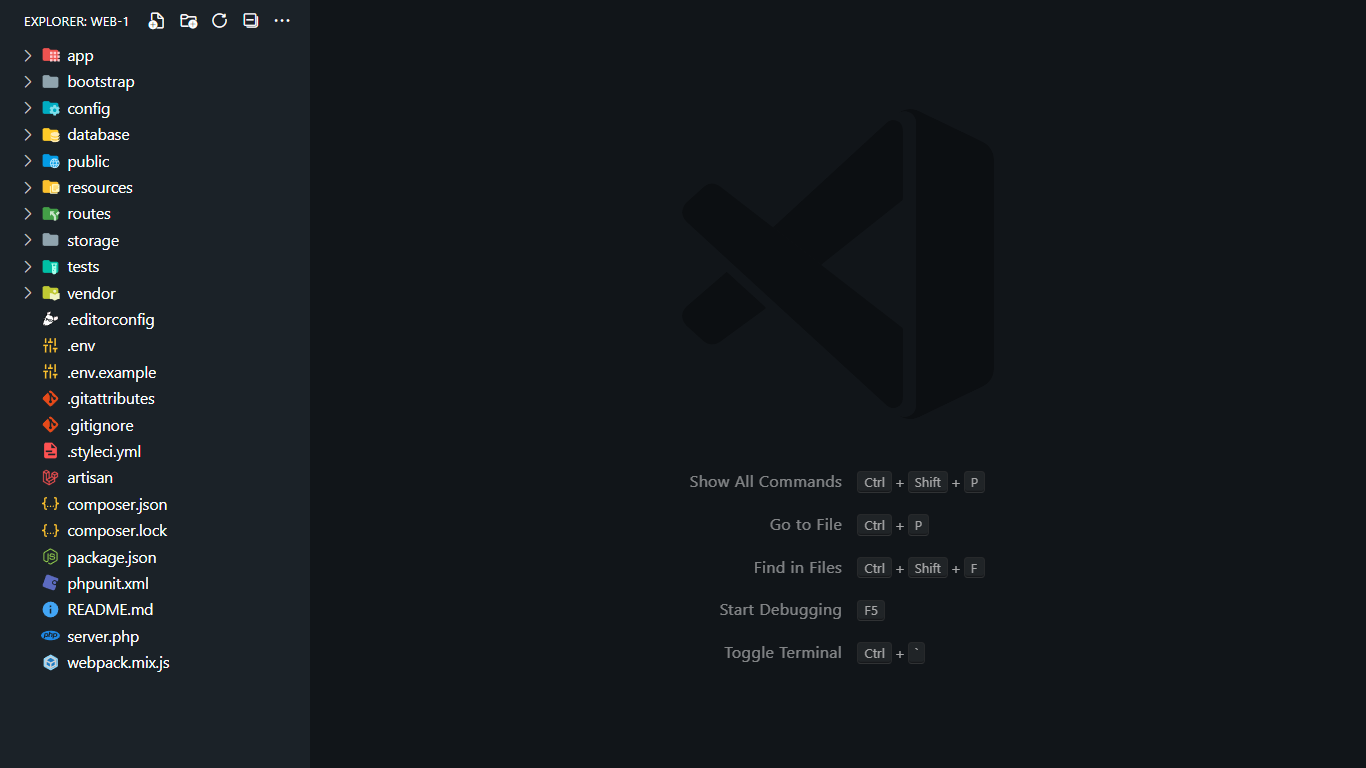 EXPLORER: WEB-1
app
bootstrap
config
database
public
resources
routes
storage
tests
vendor
.editorconfig
.env
.env.example
.gitattributes
.gitignore
.styleci.yml
artisan
composer.json
composer.lock
package.json
phpunit.xml
README.md
server.php
webpack.mix.js
Show All Commands Ctrl + Shift + P
Go to File Ctrl + P
Find in Files Ctrl + Shift + F
Start Debugging F5
Toggle Terminal Ctrl + `